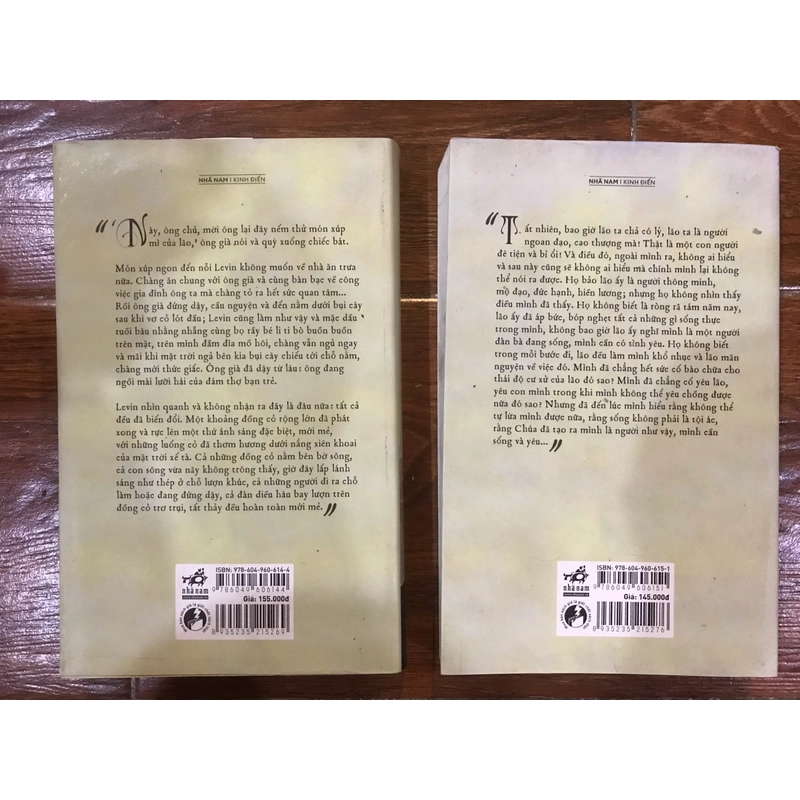 NHÃ NAM | KINH ĐIỂN
“‘Này, ông chủ, mời ông lại đây nếm thử món xúp
mì của lão,’ ông già nói và quỳ xuống chiếc bát.
Món xúp ngon đến nỗi Levin không muốn về nhà ăn trưa
nữa. Chàng ăn chung với ông già và cùng bàn bạc về công
việc gia đình ông ta mà chàng tỏ ra hết sức quan tâm...
Rồi ông già đứng dậy, cầu nguyện và đến nằm dưới bụi cây
sau khi vơ cỏ lót đầu; Levin cũng làm như vậy và mặc dầu
ruồi bâu nhằng nhẵng cùng bọ rầy bé li ti bò buồn buồn
trên mặt, trên mình đầm đìa mồ hôi, chàng vẫn ngủ ngay
và mãi khi mặt trời ngả bên kia bụi cây chiếu tới chỗ nằm,
chàng mới thức giấc. Ông già đã dậy từ lâu: ông đang
ngồi mài lưỡi hái của đám thợ bạn trẻ.
Levin nhìn quanh và không nhận ra đây là đâu nữa: tất cả
đều đã biến đổi. Một khoảng đồng cỏ rộng lớn đã phát
xong và rực lên một thứ ánh sáng đặc biệt, mới mẻ,
với những luống cỏ đã thơm hương dưới nắng xiên khoai
của mặt trời xế tà. Cả những đồng cỏ nằm bên bờ sông,
cả con sông vừa nãy không trông thấy, giờ đây lấp lánh
sáng như thép ở chỗ lượn khúc, cả những người đi ra chỗ
làm hoặc đang đứng dậy, cả đàn diều hâu bay lượn trên
đồng cỏ trơ trụi, tất thảy đều hoàn toàn mới mẻ.”
ISBN: 978-604-960-614-4
9 786049 606144
nhã nam
Giá: 155.000đ
8 935235 215269
NHÃ NAM | KINH ĐIỂN
“Tất nhiên, bao giờ lão ta chả có lý, lão ta là người
ngoan đạo, cao thượng mà! Thật là một con người
đê tiện và bỉ ổi! Và điều đó, ngoài mình ra, không ai hiểu
và sau này cũng sẽ không ai hiểu mà chính mình lại không
thể nói ra được. Họ bảo lão ấy là người thông minh,
mộ đạo, đức hạnh, hiền lương; nhưng họ không nhìn thấy
điều mình đã thấy. Họ không biết là ròng rã tám năm nay,
lão ấy đã áp bức, bóp nghẹt tất cả những gì sống thực
trong mình, không bao giờ lão ấy nghĩ mình là một người
đàn bà đang sống, mình cần có tình yêu. Họ không biết
trong mỗi bước đi, lão đều làm mình khổ nhục và lão mãn
nguyện về việc đó. Mình đã chẳng hết sức cố bào chữa cho
thái độ cư xử của lão đó sao? Mình đã chẳng cố yêu lão,
yêu con mình trong khi mình không thể yêu chồng được
nữa đó sao? Nhưng đã đến lúc mình hiểu rằng không thể
tự lừa mình được nữa, rằng sống không phải là tội ác,
rằng Chúa đã tạo ra mình là người như vậy, mình cần
sống và yêu...”
ISBN: 978-604-960-615-1
9 786049 606151
nhã nam
Giá: 145.000đ
8 935235 215276